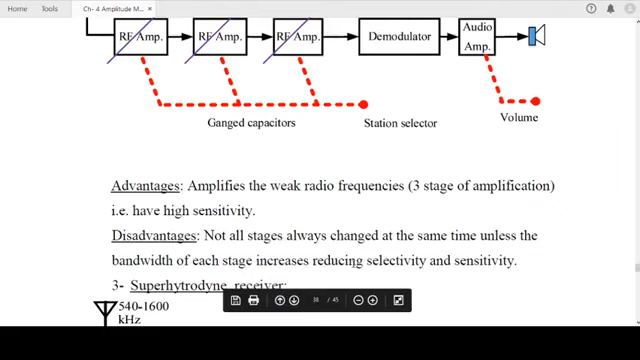 Home Tools
Ch- 4 Amplitude M...
RF Amp. RF Amp. RF Amp. Demodulator Audio
Amp.
Ganged capacitors Station selector Volume
Advantages: Amplifies the weak radio frequencies (3 stage of amplification)
i.e. have high sensitivity.
Disadvantages: Not all stages always changed at the same time unless the
bandwidth of each stage increases reducing selectivity and sensitivity.
3- Superhytrodyne receiver:
38 / 45
540-1600
kHz